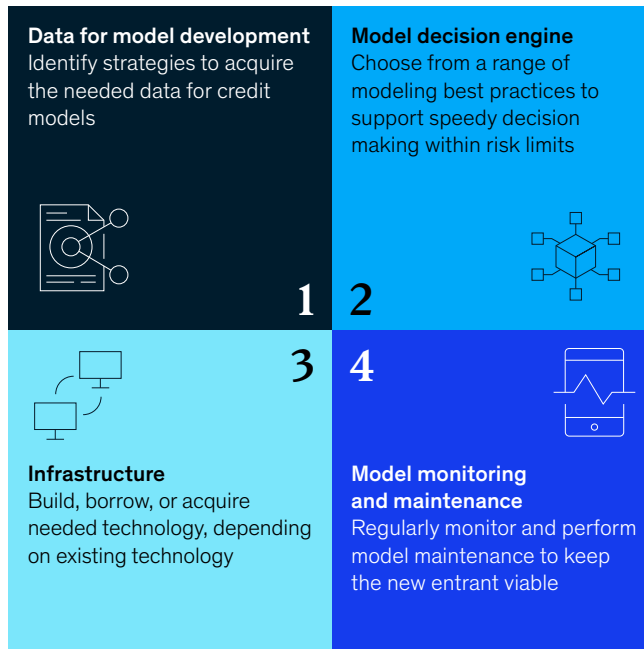 Data for model development
Identify strategies to acquire
the needed data for credit
models
1
Model decision engine
Choose from a range of
modeling best practices to
support speedy decision
making within risk limits
2
3
Infrastructure
Build, borrow, or acquire
needed technology, depending
on existing technology
4
Model monitoring
and maintenance
Regularly monitor and perform
model maintenance to keep
the new entrant viable